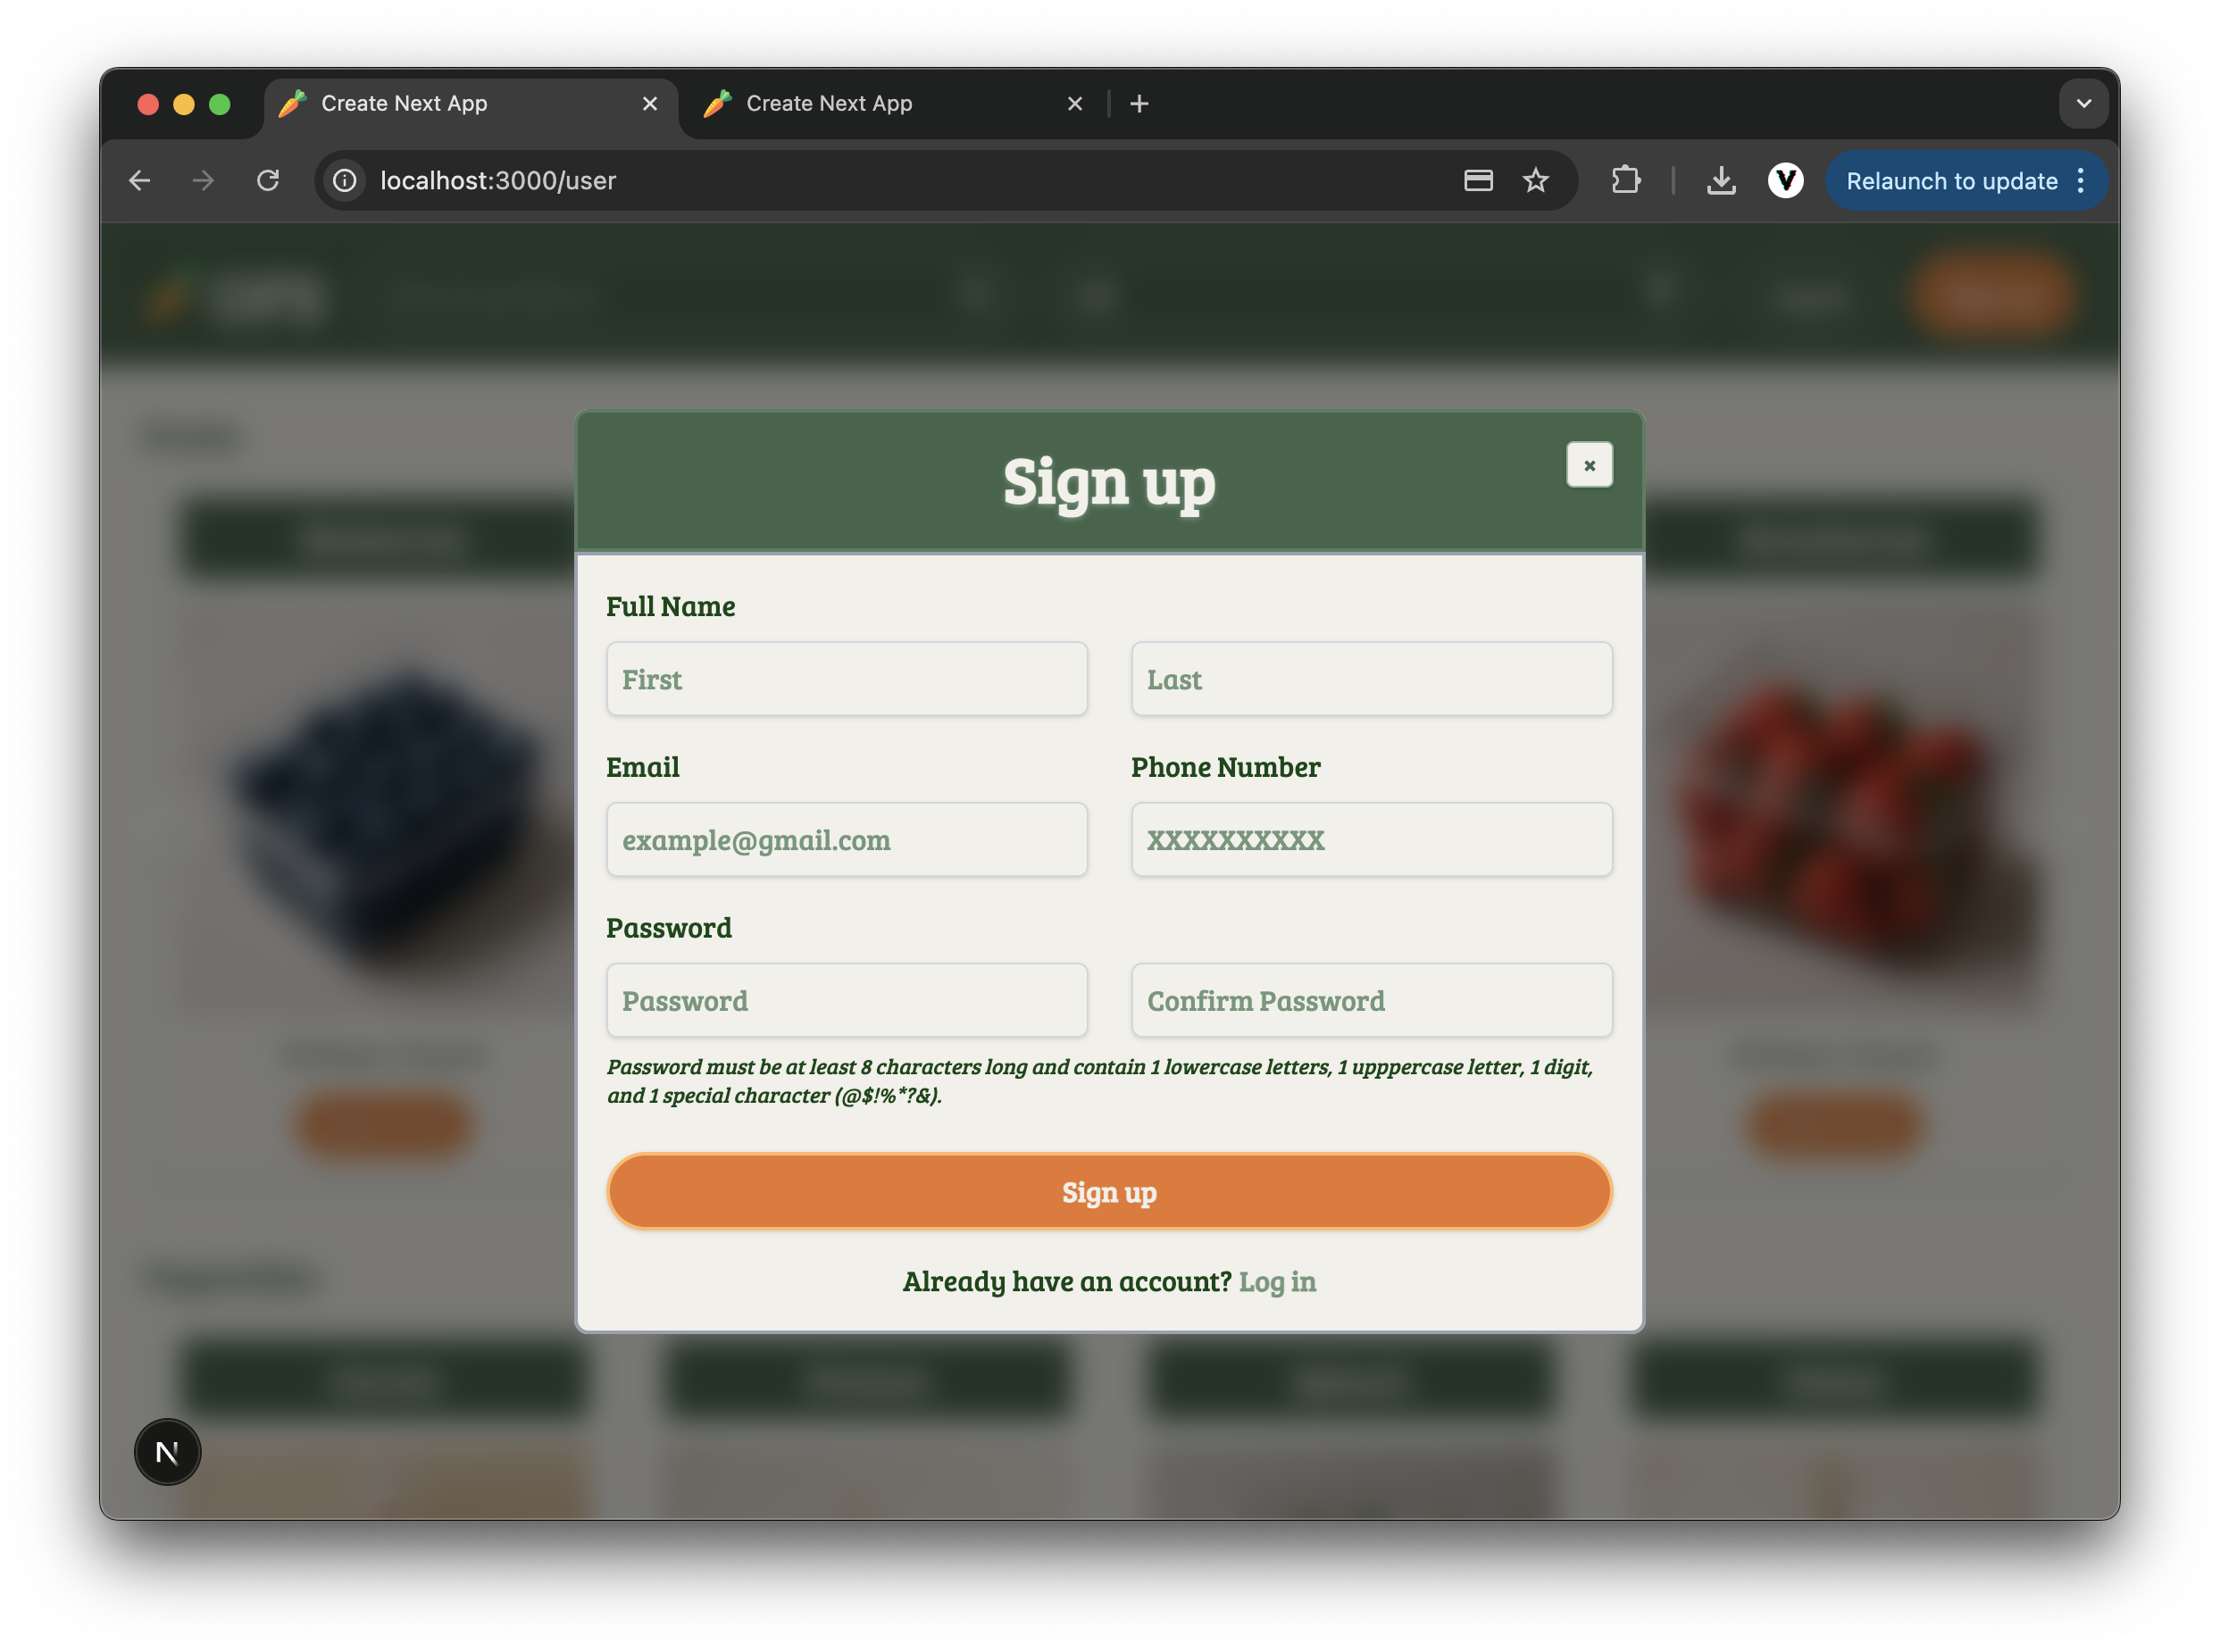 Create Next App
Create Next App
localhost:3000/user
Relaunch to update
Sign up
Full Name
First
Last
Email
Phone Number
example@gmail.com
XXXXXXXXXX
Password
Password
Confirm Password
Password must be at least 8 characters long and contain 1 lowercase letters, 1 upppercase letter, 1 digit,
and 1 special character (@$!%*?&).
Sign up
Already have an account? Log in
N